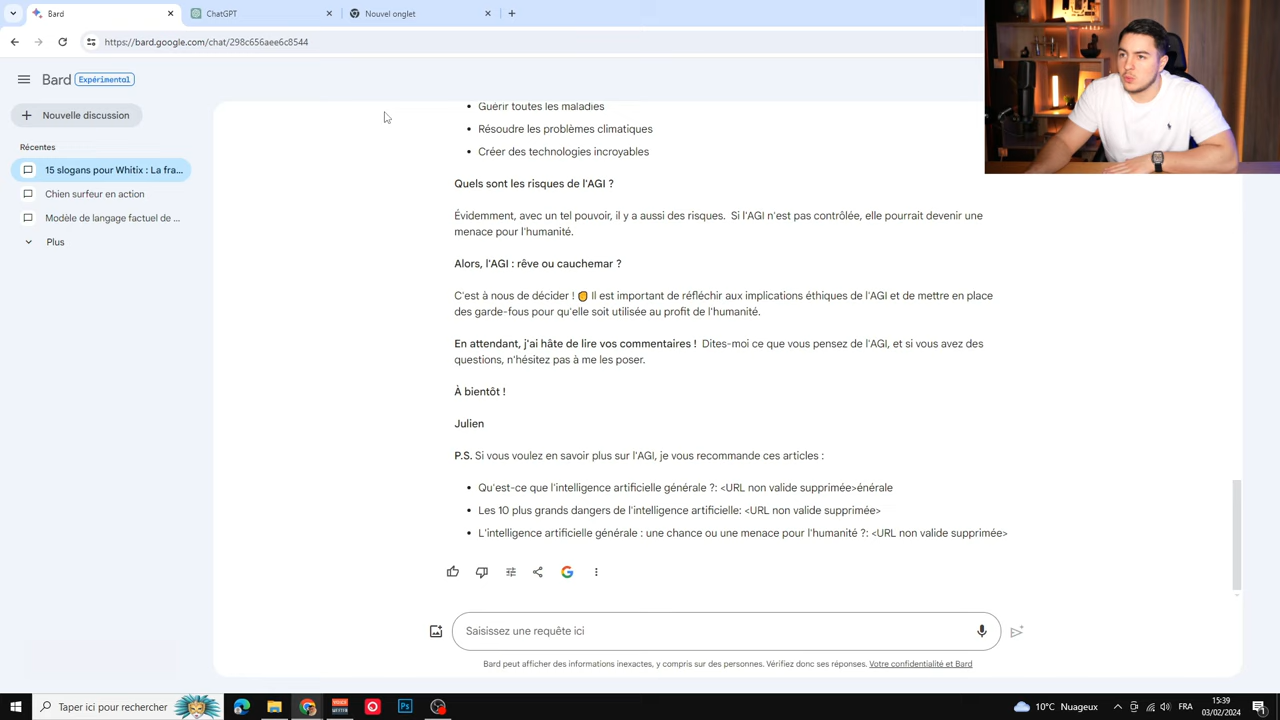 Bard
ChatGPT
Nouvel onglet
https://bard.google.com/chat/298c656aee6c8544
Bard Expérimental
Nouvelle discussion
Récentes
15 slogans pour Whitix : La fra...
Chien surfeur en action
Modèle de langage factuel de ...
Plus
Guérir toutes les maladies
Résoudre les problèmes climatiques
Créer des technologies incroyables
Quels sont les risques de l'AGI ?
Évidemment, avec un tel pouvoir, il y a aussi des risques. Si l'AGI n'est pas contrôlée, elle pourrait devenir une
menace pour l'humanité.
Alors, l'AGI : rêve ou cauchemar ?
C'est à nous de décider ! ✊ Il est important de réfléchir aux implications éthiques de l'AGI et de mettre en place
des garde-fous pour qu'elle soit utilisée au profit de l'humanité.
En attendant, j'ai hâte de lire vos commentaires ! Dites-moi ce que vous pensez de l'AGI, et si vous avez des
questions, n'hésitez pas à me les poser.
À bientôt !
Julien
P.S. Si vous voulez en savoir plus sur l'AGI, je vous recommande ces articles :
Qu'est-ce que l'intelligence artificielle générale ?: <URL non valide supprimée>énérale
Les 10 plus grands dangers de l'intelligence artificielle: <URL non valide supprimée>
L'intelligence artificielle générale : une chance ou une menace pour l'humanité ?: <URL non valide supprimée>
Saisissez une requête ici
Bard peut afficher des informations inexactes, y compris sur des personnes. Vérifiez donc ses réponses. Votre confidentialité et Bard
Taper ici pour rechercher
Ps
10°C Nuageux
FRA
15:39
03/02/2024
1